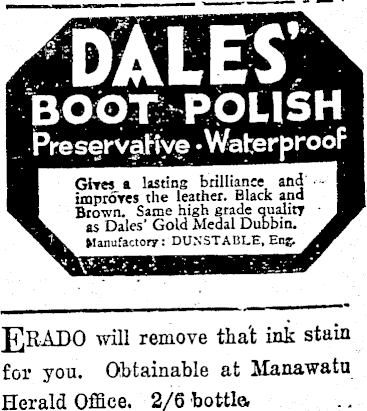 DALES'
BOOT POLISH
Preservative · Waterproof
Gives a lasting brilliance and
improves the leather. Black and
Brown. Same high grade quality
as Dales' Gold Medal Dubbin.
Manufactory: DUNSTABLE, Eng.
ERADO will remove that ink stain
for you. Obtainable at Manawatu
Herald Office. 2/6 bottle